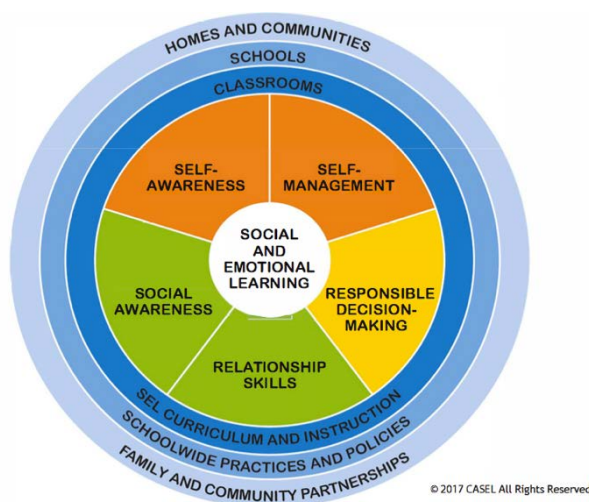 HOMES AND COMMUNITIES
SCHOOLS
CLASSROOMS
SELF-
AWARENESS
SELF-
MANAGEMENT
SOCIAL
AND
EMOTIONAL
LEARNING
SOCIAL
AWARENESS
RESPONSIBLE
DECISION-
MAKING
RELATIONSHIP
SKILLS
SEL CURRICULUM AND INSTRUCTION
SCHOOLWIDE PRACTICES AND POLICIES
FAMILY AND COMMUNITY PARTNERSHIPS
© 2017 CASEL All Rights Reserved